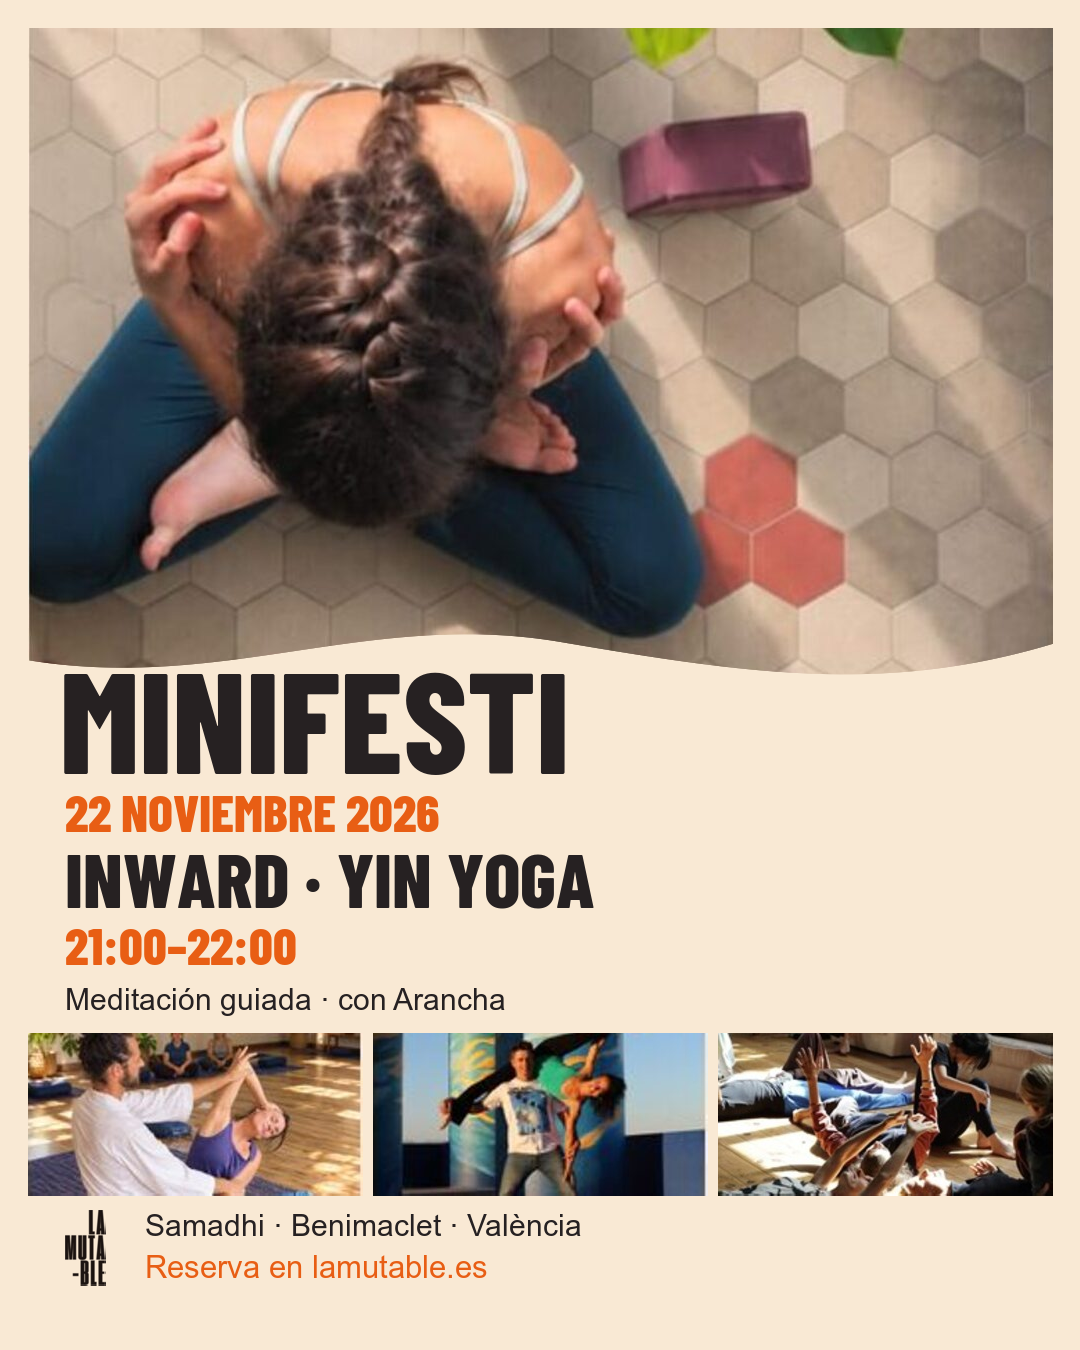 MINIFESTI
22 NOVIEMBRE 2026
INWARD · YIN YOGA
21:00–22:00
Meditación guiada · con Arancha
LA
MUTA
-BLE
Samadhi · Benimaclet · València
Reserva en lamutable.es